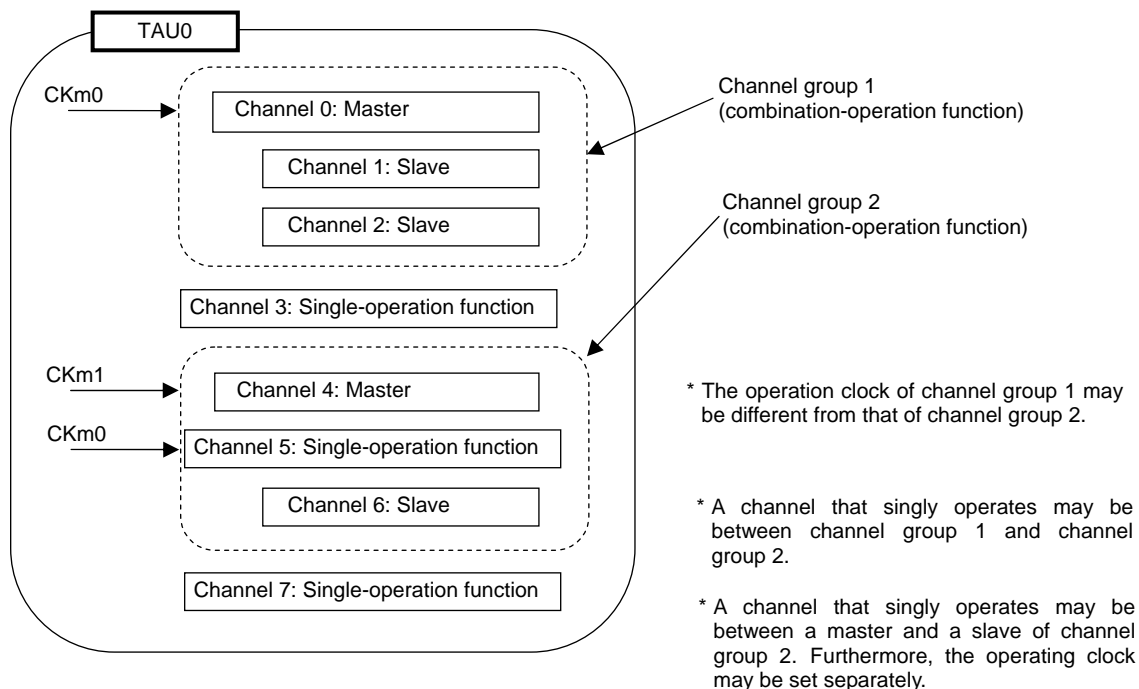 TAU0
CKm0
Channel 0: Master
Channel 1: Slave
Channel 2: Slave
Channel group 1
(combination-operation function)
Channel group 2
(combination-operation function)
Channel 3: Single-operation function
CKm1
Channel 4: Master
CKm0
Channel 5: Single-operation function
Channel 6: Slave
Channel 7: Single-operation function
* The operation clock of channel group 1 may
be different from that of channel group 2.
* A channel that singly operates may be
between channel group 1 and channel
group 2.
* A channel that singly operates may be
between a master and a slave of channel
group 2. Furthermore, the operating clock
may be set separately.